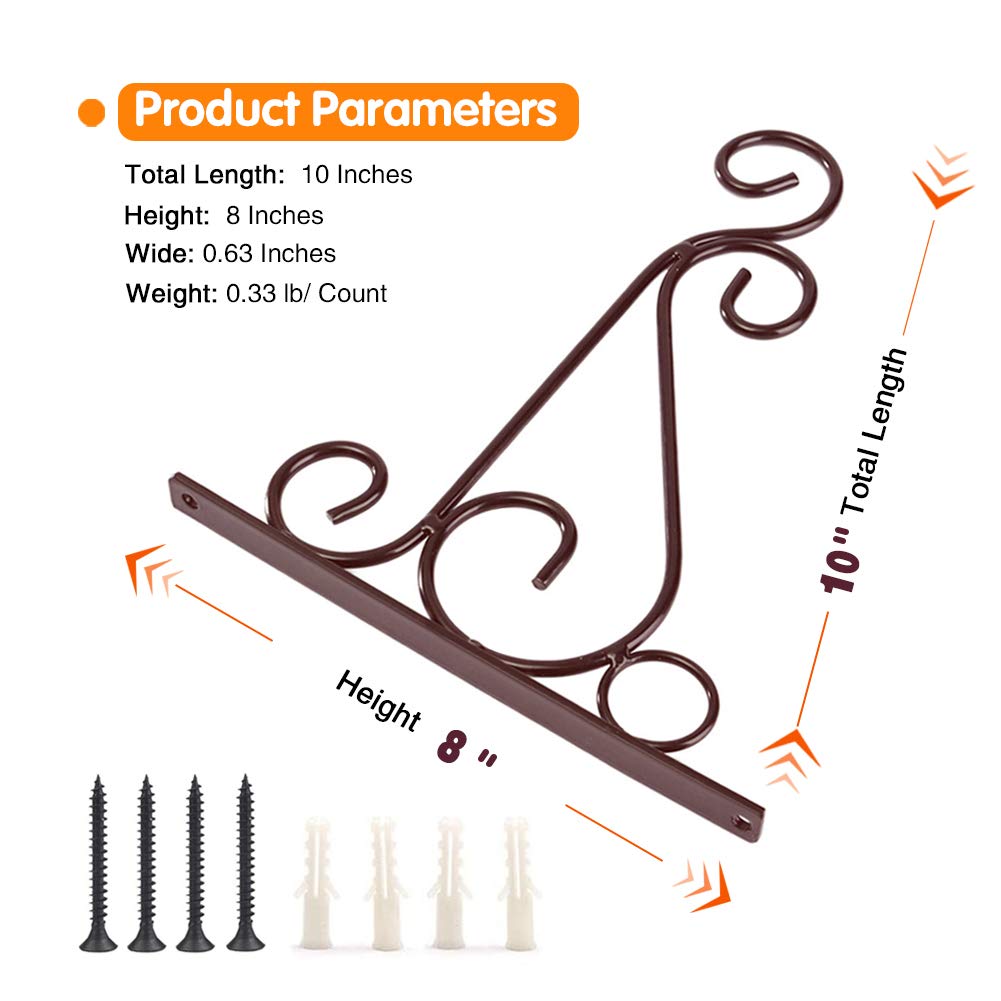 Product Parameters
Total Length: 10 Inches
Height: 8 Inches
Wide: 0.63 Inches
Weight: 0.33 lb/ Count
10" Total Length
Height 8 "